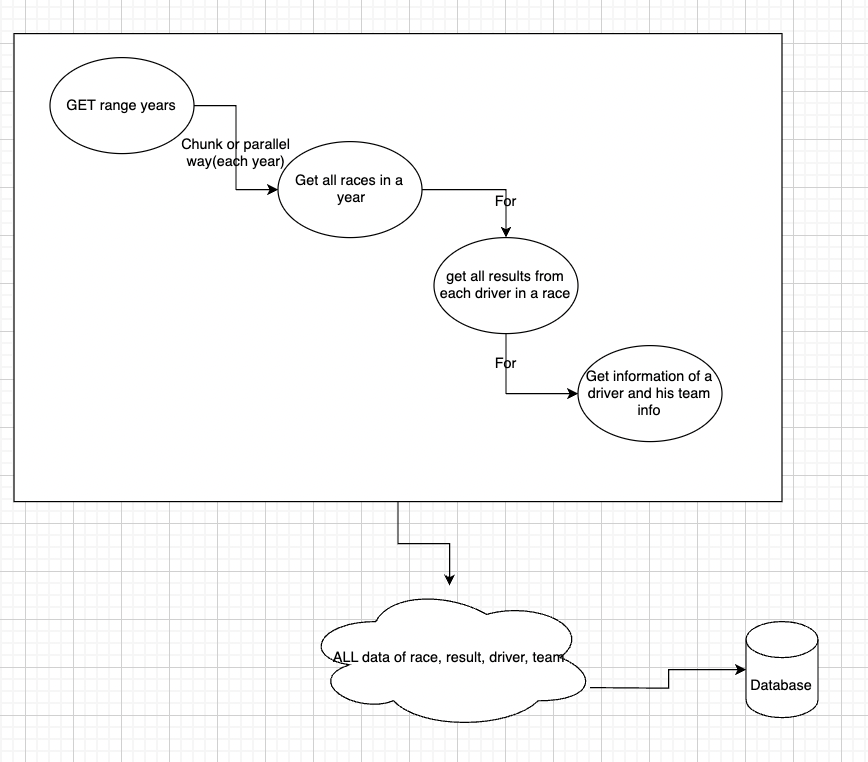 GET range years
Chunk or parallel
way(each year)
Get all races in a
year
For
get all results from
each driver in a race
For
Get information of a
driver and his team
info
ALL data of race, result, driver, team
Database